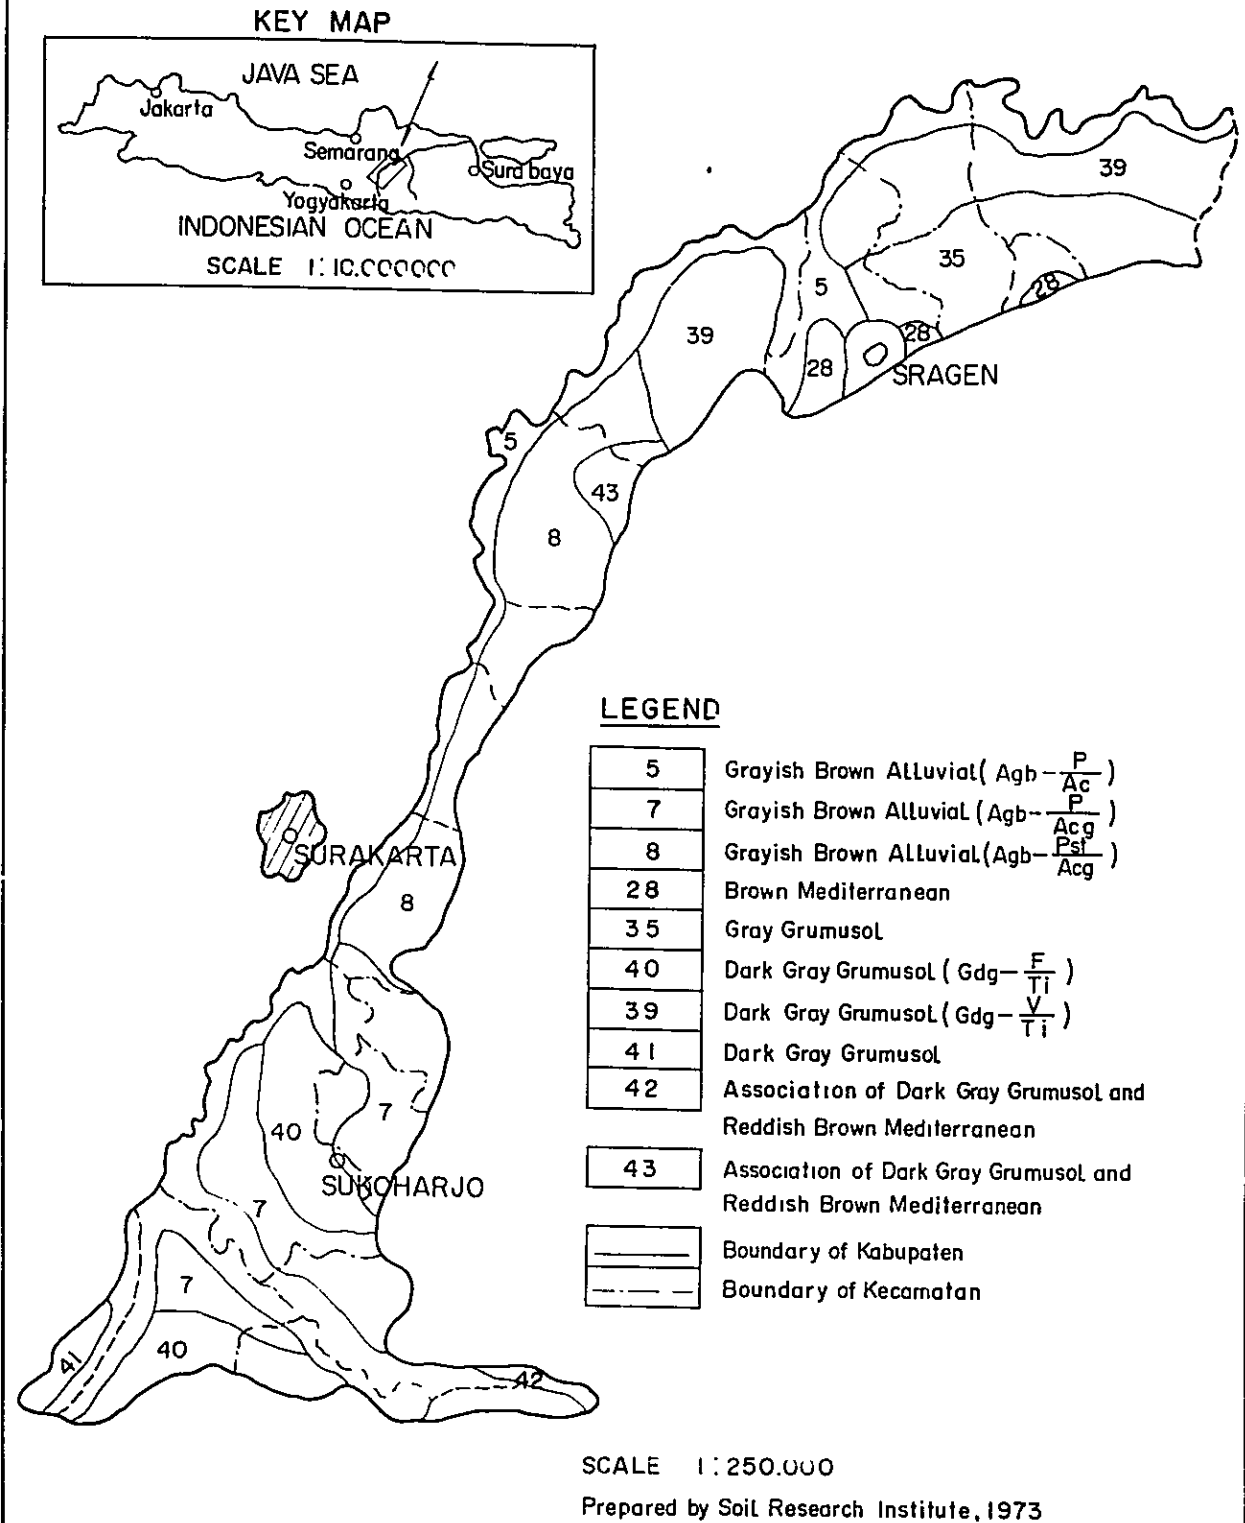 KEY MAP
JAVA SEA
Jakarta
Semarang
Surabaya
Yogyakarta
INDONESIAN OCEAN
SCALE 1:10.000000
39
35
28
5
39
28
28
SRAGEN
5
43
8
SURAKARTA
8
7
40
SUKOHARJO
7
7
40
41
42
LEGEND
5 Grayish Brown Alluvial (Agb-P/Ac)
7 Grayish Brown Alluvial (Agb-P/Acg)
8 Grayish Brown Alluvial (Agb-Pst/Acg)
28 Brown Mediterranean
35 Gray Grumusol
40 Dark Gray Grumusol (Gdg-F/Ti)
39 Dark Gray Grumusol (Gdg-V/Ti)
41 Dark Gray Grumusol
42 Association of Dark Gray Grumusol and
Reddish Brown Mediterranean
43 Association of Dark Gray Grumusol and
Reddish Brown Mediterranean
Boundary of Kabupaten
Boundary of Kecamatan
SCALE 1:250.000
Prepared by Soil Research Institute, 1973